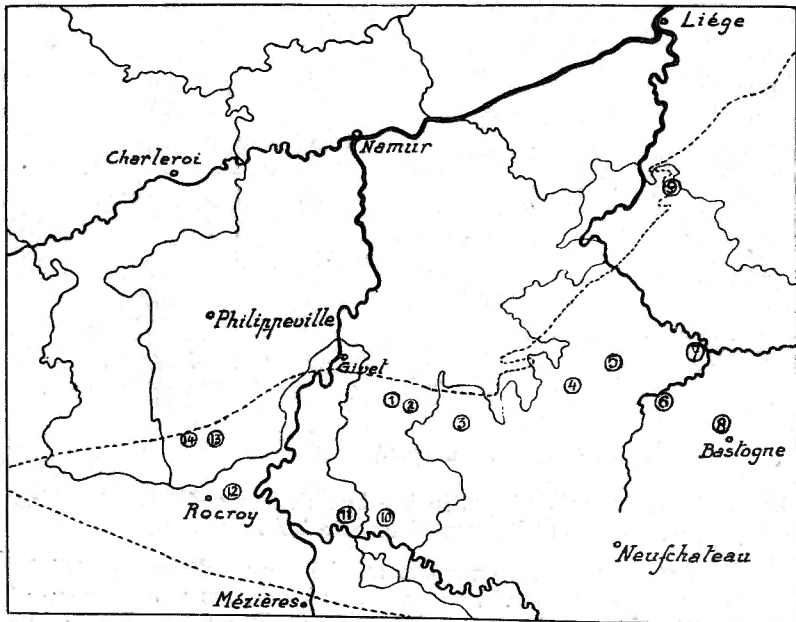 Liége
Charleroi
Namur
9
Philippeville
Givet
7
5
4
1
2
6
3
8
14
13
Bastogne
12
Rocroy
11
10
Neufchateau
Mézières